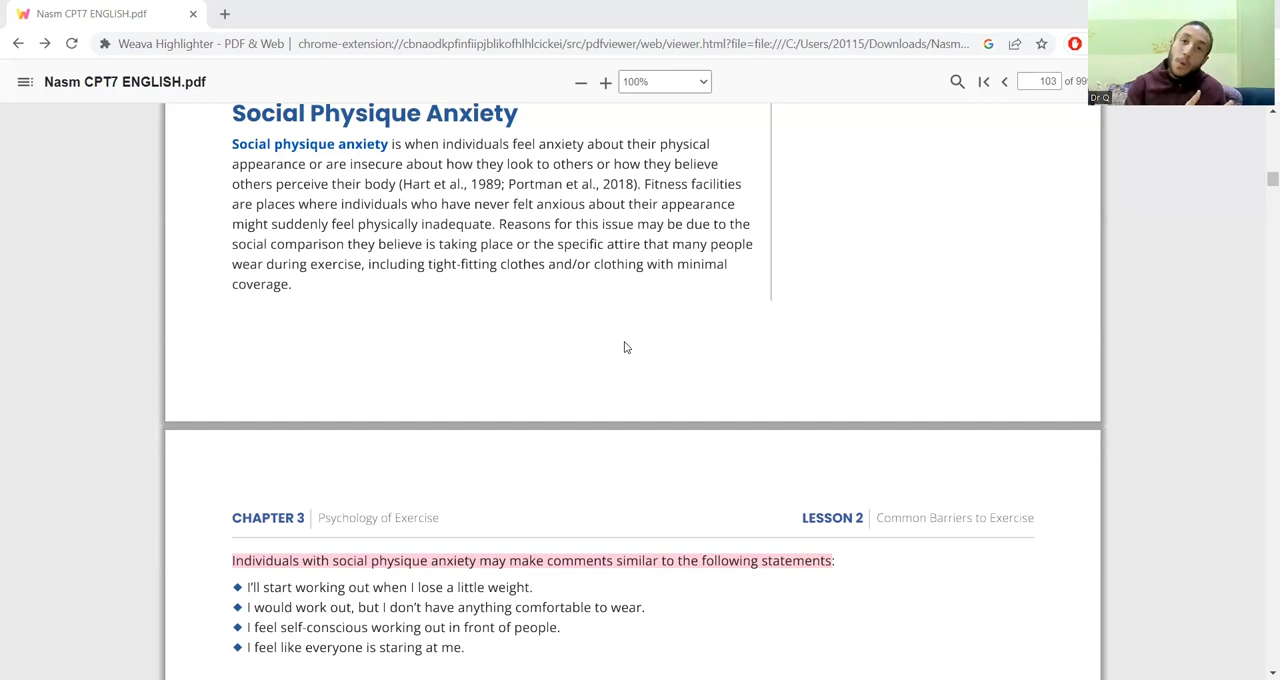 Nasm CPT7 ENGLISH.pdf
Weava Highlighter - PDF & Web | chrome-extension://cbnaodkpfinfiipjblikofhlhlcickei/src/pdfviewer/web/viewer.html?file=file:///C:/Users/20115/Downloads/Nasm...
Nasm CPT7 ENGLISH.pdf
100%
103 of 99
Dr Q
Social Physique Anxiety
Social physique anxiety is when individuals feel anxiety about their physical
appearance or are insecure about how they look to others or how they believe
others perceive their body (Hart et al., 1989; Portman et al., 2018). Fitness facilities
are places where individuals who have never felt anxious about their appearance
might suddenly feel physically inadequate. Reasons for this issue may be due to the
social comparison they believe is taking place or the specific attire that many people
wear during exercise, including tight-fitting clothes and/or clothing with minimal
coverage.
CHAPTER 3 | Psychology of Exercise
LESSON 2 | Common Barriers to Exercise
Individuals with social physique anxiety may make comments similar to the following statements:
◆ I'll start working out when I lose a little weight.
◆ I would work out, but I don't have anything comfortable to wear.
◆ I feel self-conscious working out in front of people.
◆ I feel like everyone is staring at me.